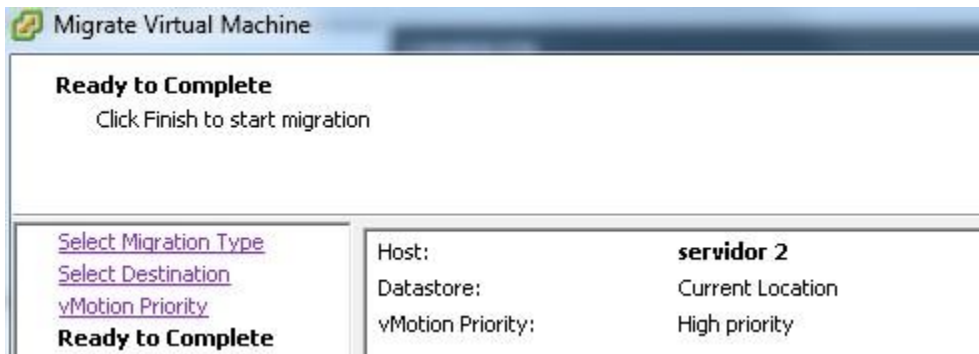 Migrate Virtual Machine
Ready to Complete
Click Finish to start migration
Select Migration Type
Select Destination
vMotion Priority
Ready to Complete
Host: servidor 2
Datastore: Current Location
vMotion Priority: High priority